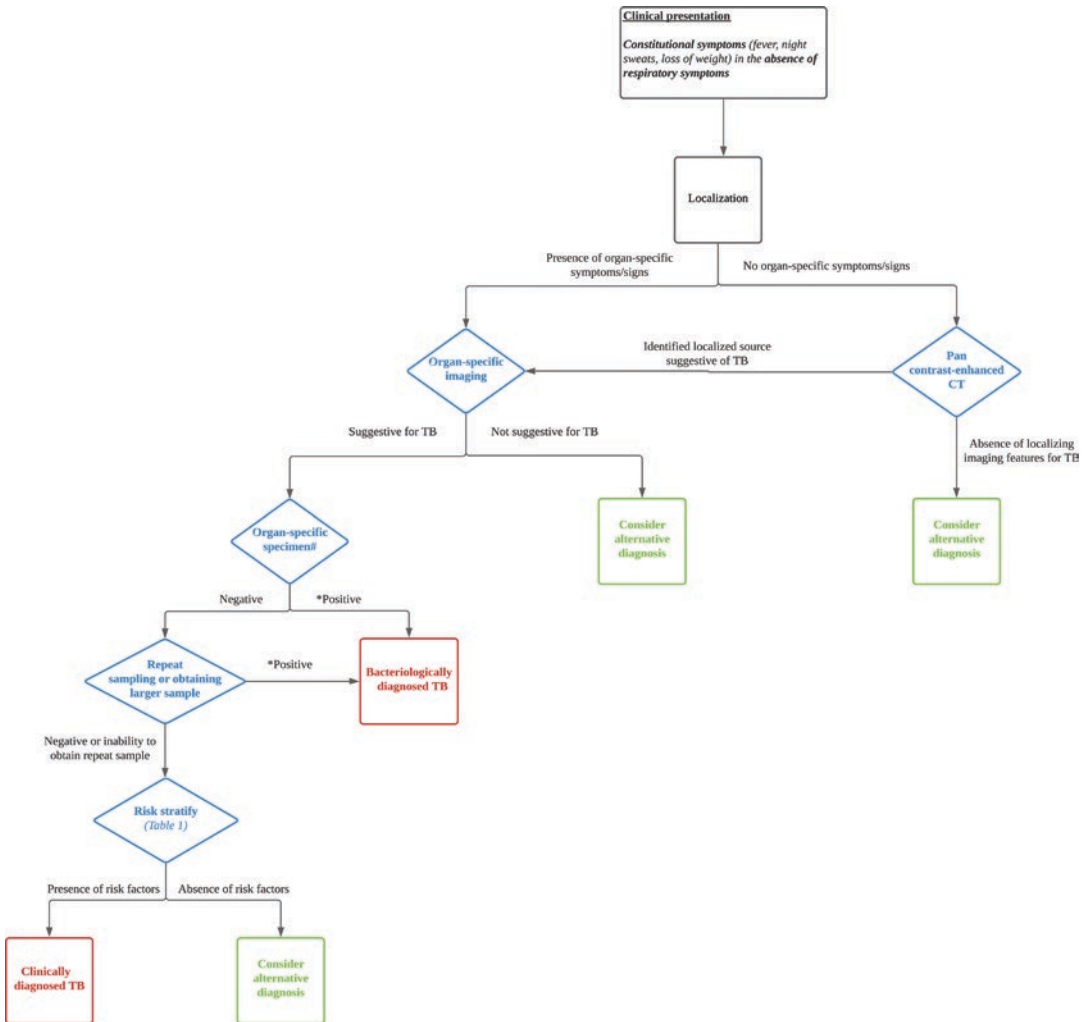 Clinical presentation
Constitutional symptoms (fever, night
sweats, loss of weight) in the absence of
respiratory symptoms
Localization
Presence of organ-specific
symptoms/signs
No organ-specific symptoms/signs
Organ-specific
imaging
Identified localized source
suggestive of TB
Pan
contrast-enhanced
CT
Suggestive for TB
Not suggestive for TB
Absence of localizing
imaging features for TB
Organ-specific
specimen#
Consider
alternative
diagnosis
Consider
alternative
diagnosis
Negative
*Positive
Repeat
sampling or obtaining
larger sample
*Positive
Bacteriologically
diagnosed TB
Negative or inability to
obtain repeat sample
Risk stratify
(Table 1)
Presence of risk factors
Absence of risk factors
Clinically
diagnosed TB
Consider
alternative
diagnosis